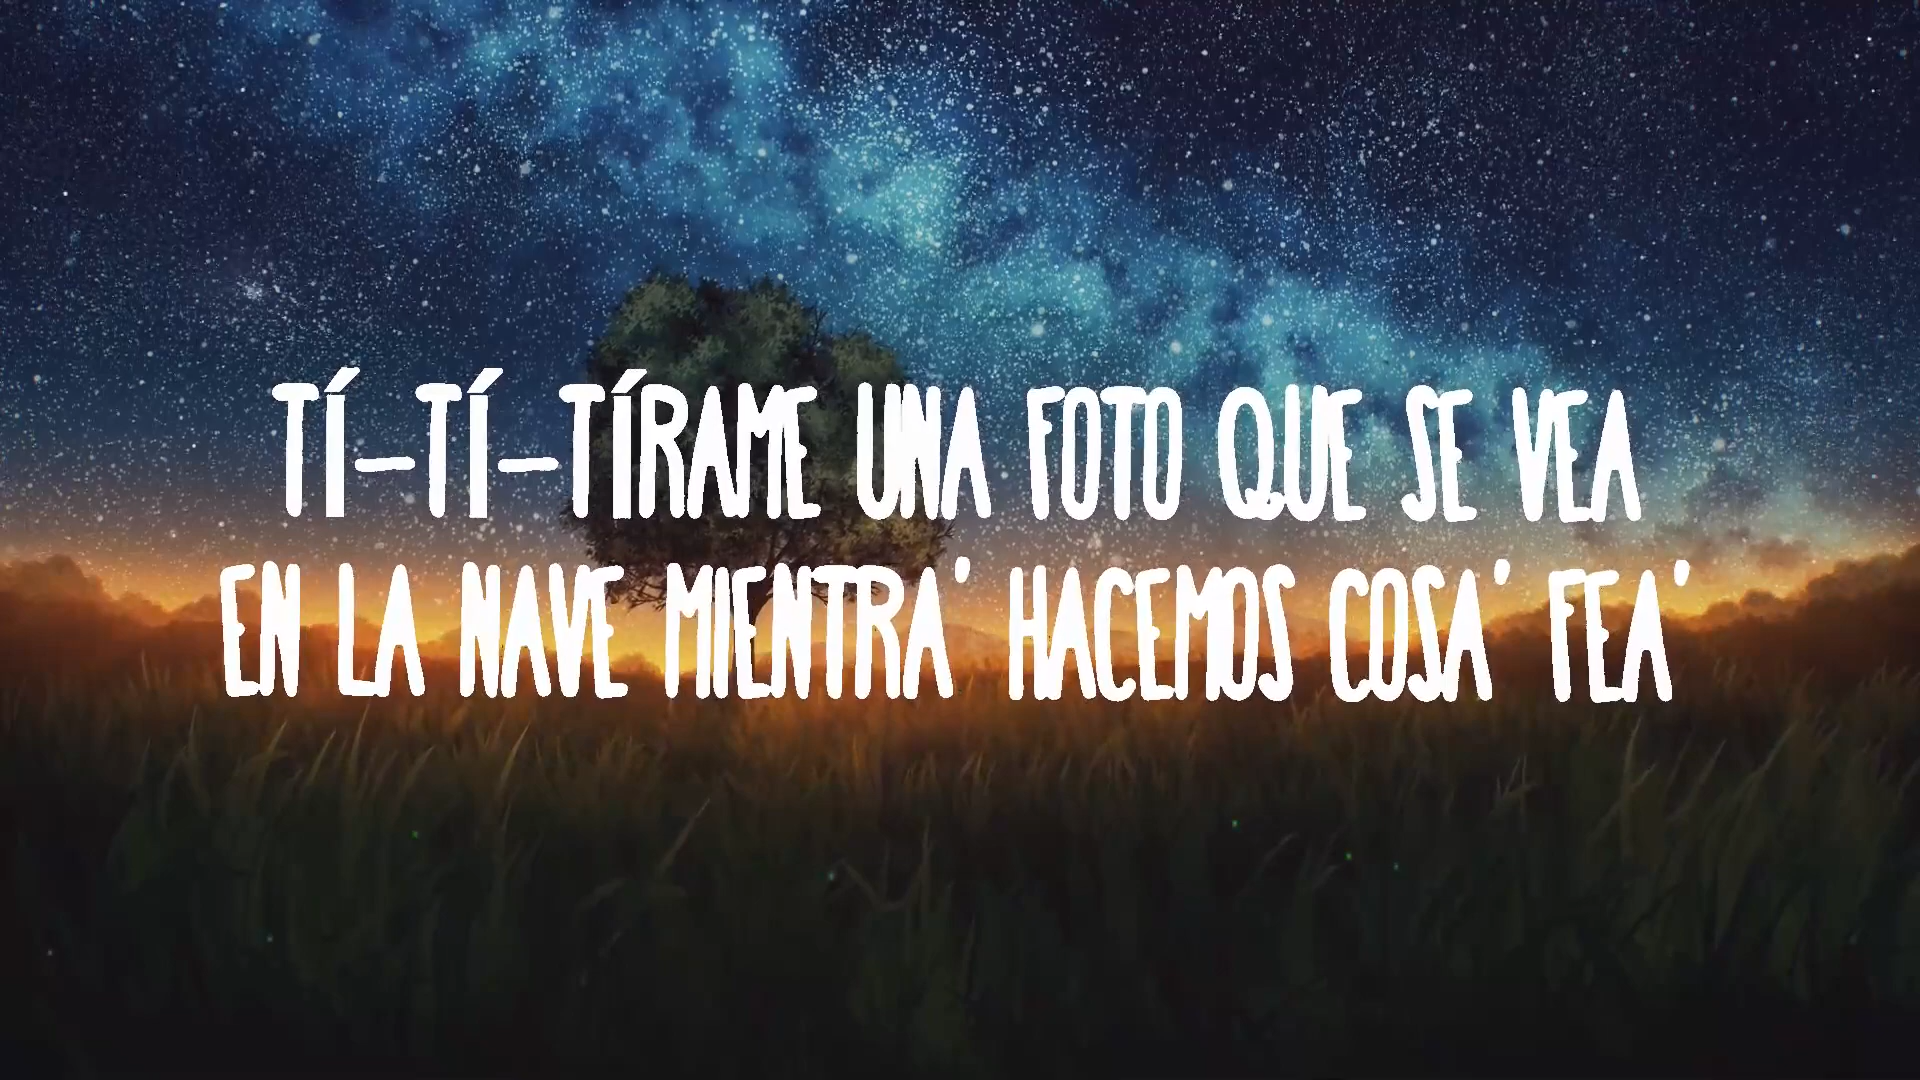 TÍ-TÍ-TÍRAME UNA FOTO QUE SE VEA
EN LA NAVE MIENTRA' HACEMOS COSA' FEA'